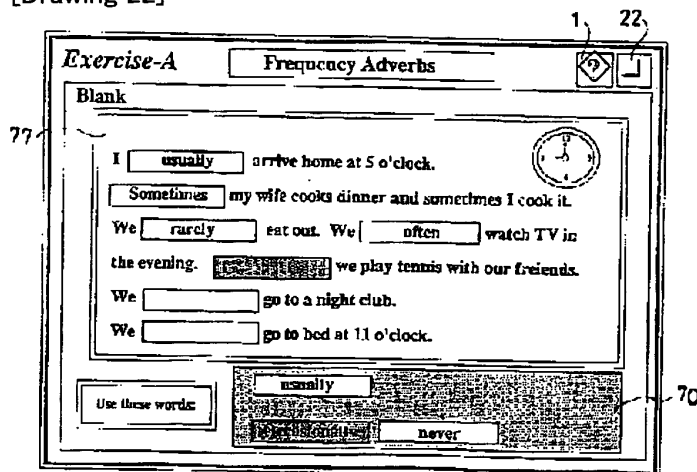 [Drawing 22]
1 22
Exercise-A Frequency Adverbs
Blank
77
I usually arrive home at 5 o'clock.
Sometimes my wife cooks dinner and sometimes I cook it.
We rarely eat out. We often watch TV in
the evening. we play tennis with our freiends.
We go to a night club.
We go to bed at 11 o'clock.
usually
Use these words:
never
70